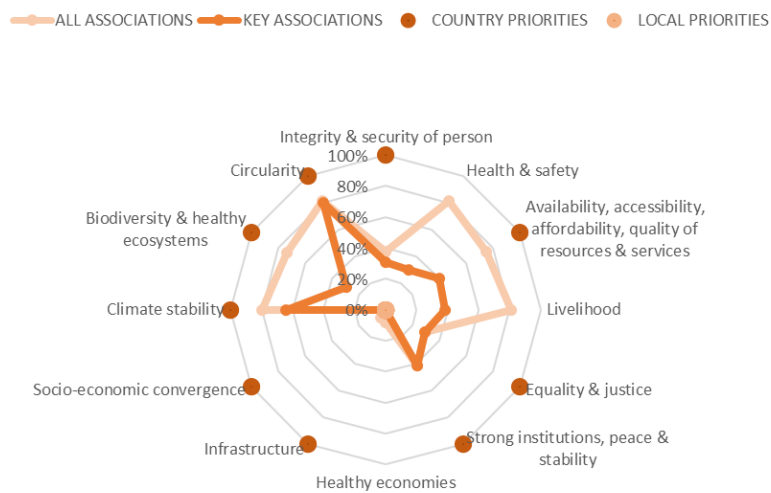 ALL ASSOCIATIONS
KEY ASSOCIATIONS
COUNTRY PRIORITIES
LOCAL PRIORITIES
Integrity & security of person
100%
80%
60%
40%
20%
0%
Health & safety
Availability, accessibility,
affordability, quality of
resources & services
Livelihood
Equality & justice
Strong institutions, peace &
stability
Healthy economies
Infrastructure
Socio-economic convergence
Climate stability
Biodiversity & healthy
ecosystems
Circularity